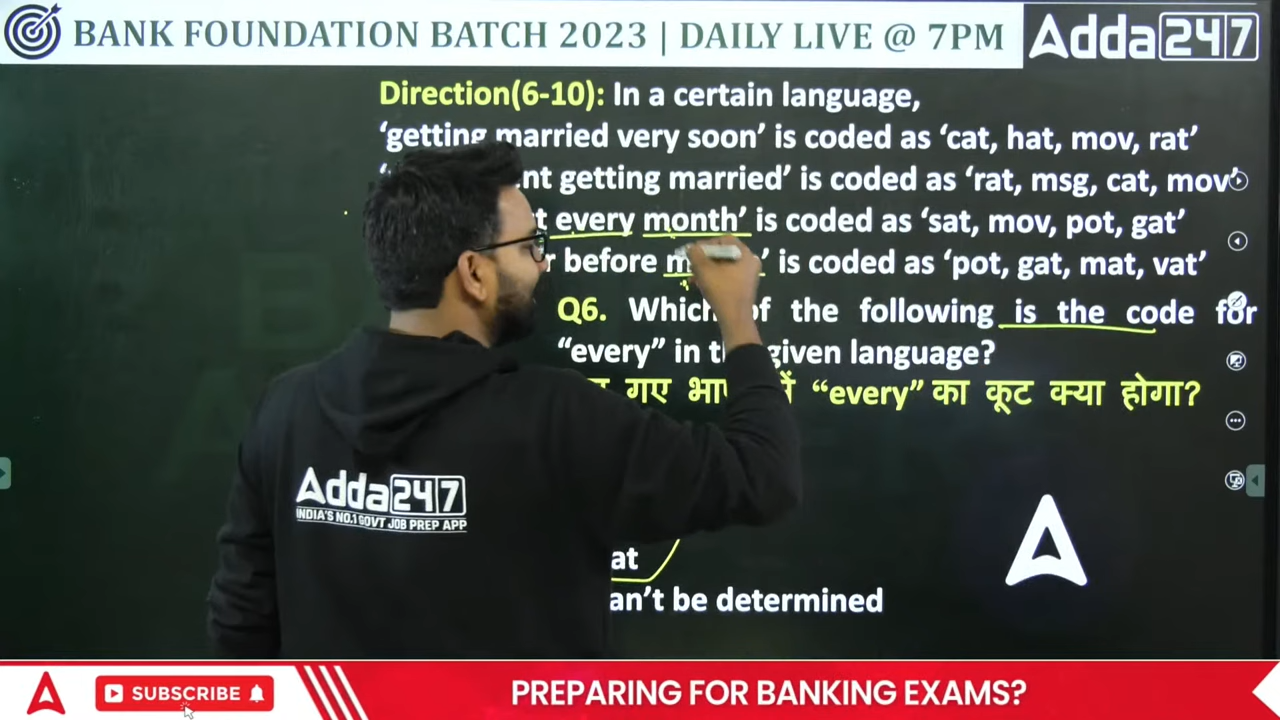 BANK FOUNDATION BATCH 2023 | DAILY LIVE @ 7PM
Adda247
Direction(6-10): In a certain language,
‘getting married very soon’ is coded as ‘cat, hat, mov, rat’
getting married’ is coded as ‘rat, msg, cat, mov’
every month’ is coded as ‘sat, mov, pot, gat’
before is coded as ‘pot, gat, mat, vat’
Q6. Which of the following is the code for
“every” in the given language?
गए “every” का कूट क्या होगा?
can’t be determined
Adda247
INDIA'S NO.1 GOVT JOB PREP APP
SUBSCRIBE
PREPARING FOR BANKING EXAMS?